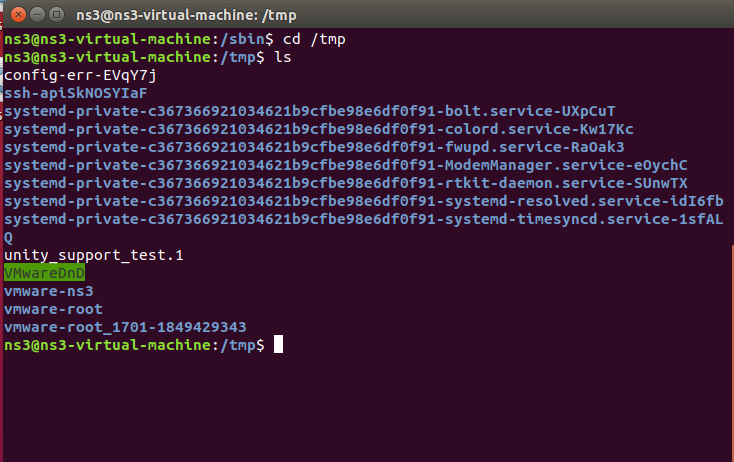 ns3@ns3-virtual-machine: /tmp
ns3@ns3-virtual-machine:/sbin$ cd /tmp
ns3@ns3-virtual-machine:/tmp$ ls
config-err-EVqY7j
ssh-apiSkNOSYIaF
systemd-private-c367366921034621b9cfbe98e6df0f91-bolt.service-UXpCuT
systemd-private-c367366921034621b9cfbe98e6df0f91-colord.service-Kw17Kc
systemd-private-c367366921034621b9cfbe98e6df0f91-fwupd.service-RaOak3
systemd-private-c367366921034621b9cfbe98e6df0f91-ModemManager.service-eOychC
systemd-private-c367366921034621b9cfbe98e6df0f91-rtkit-daemon.service-SUnwTX
systemd-private-c367366921034621b9cfbe98e6df0f91-systemd-resolved.service-idI6fb
systemd-private-c367366921034621b9cfbe98e6df0f91-systemd-timesyncd.service-1sfAL
Q
unity_support_test.1
VMwareDnD
vmware-ns3
vmware-root
vmware-root_1701-1849429343
ns3@ns3-virtual-machine:/tmp$